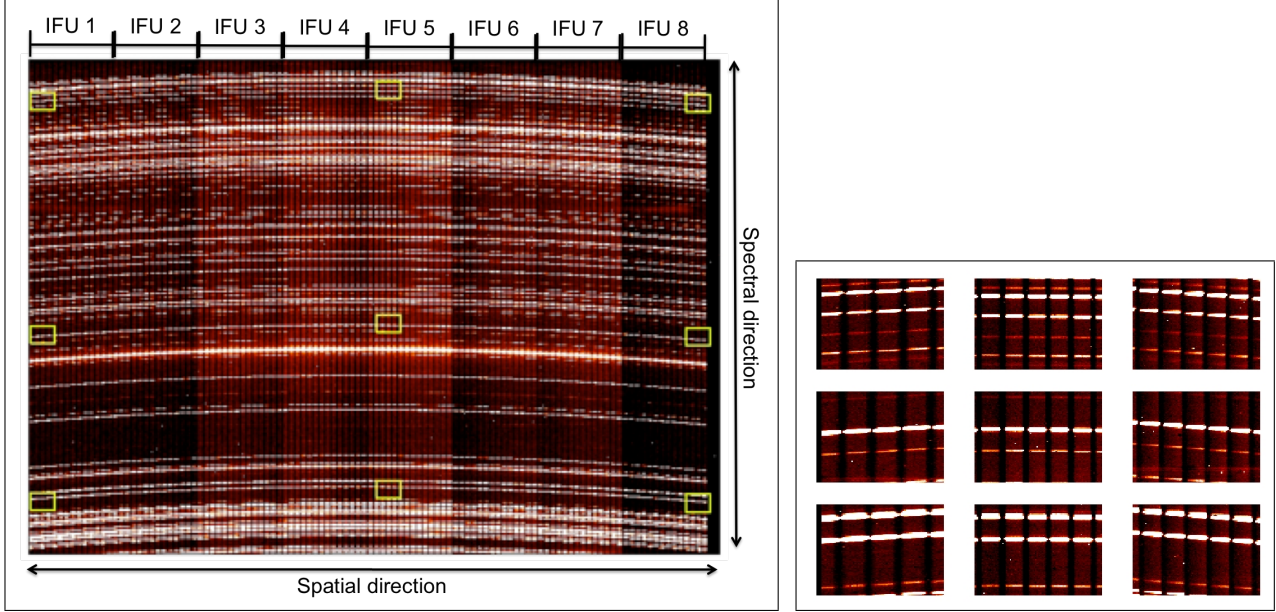 IFU 1 IFU 2 IFU 3 IFU 4 IFU 5 IFU 6 IFU 7 IFU 8
Spectral direction
Spatial direction